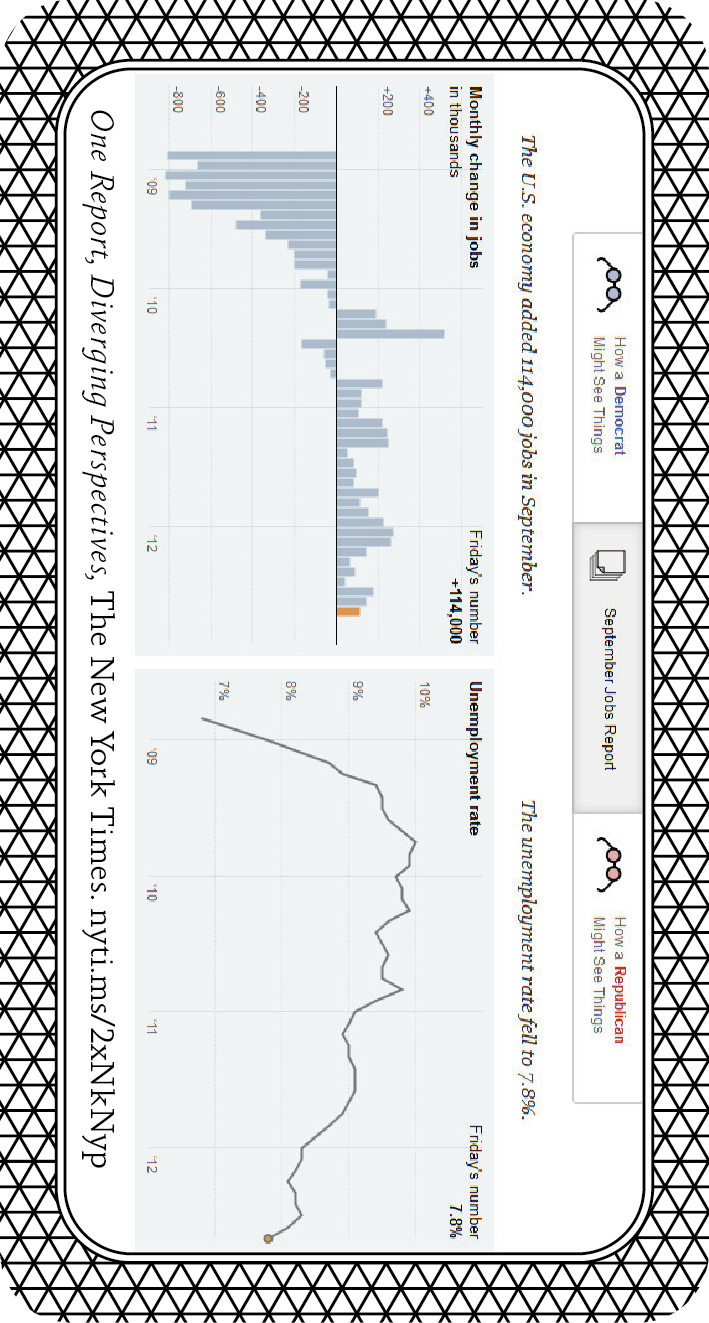 How a Democrat
Might See Things
September Jobs Report
How a Republican
Might See Things
The U.S. economy added 114,000 jobs in September.
The unemployment rate fell to 7.8%.
Monthly change in jobs
in thousands
Friday's number
+114,000
+400
+200
-200
-400
-600
-800
'09
'10
'11
'12
Unemployment rate
Friday's number
7.8%
10%
9%
8%
7%
'09
'10
'11
'12
One Report, Diverging Perspectives, The New York Times. nyti.ms/2xNkNyp